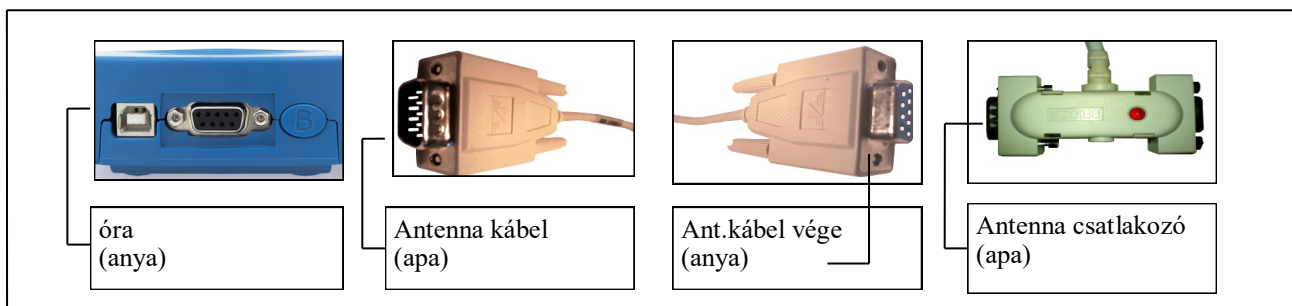 B
óra
(anya)
Antenna kábel
(apa)
Ant.kábel vége
(anya)
Antenna csatlakozó
(apa)